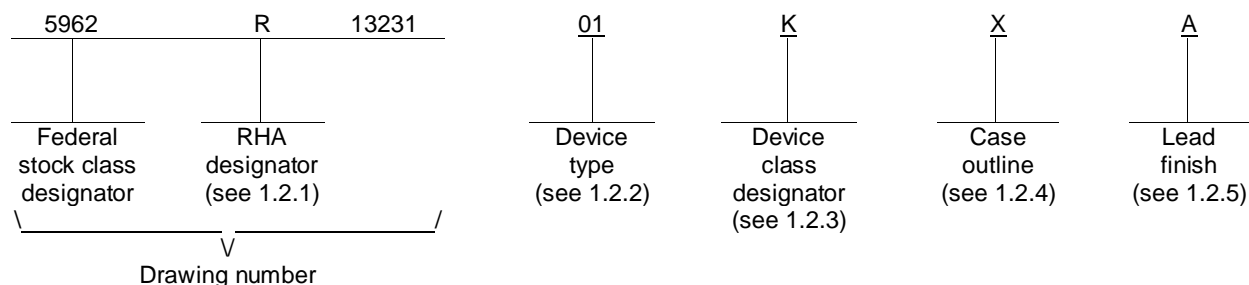 5962 R 13231 01 K X A
Federal stock class designator
RHA designator (see 1.2.1)
Device type (see 1.2.2)
Device class designator (see 1.2.3)
Case outline (see 1.2.4)
Lead finish (see 1.2.5)
Drawing number